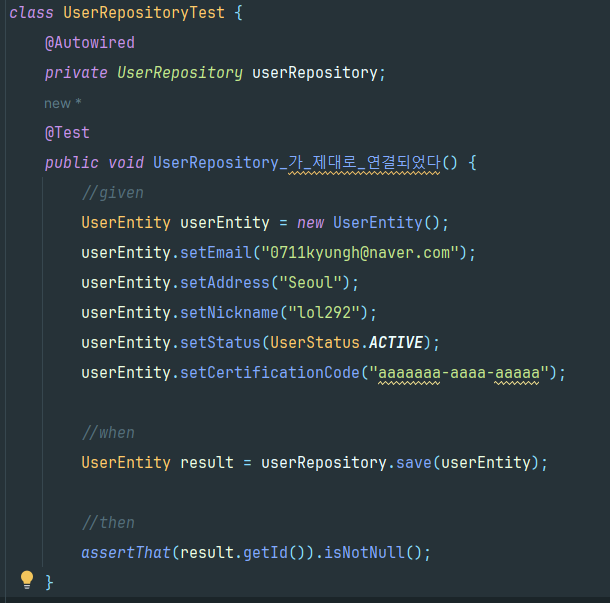 class UserRepositoryTest {
@Autowired
private UserRepository userRepository;
new *
@Test
public void UserRepository_가_제대로_연결되었다() {
//given
UserEntity userEntity = new UserEntity();
userEntity.setEmail("0711kyungh@naver.com");
userEntity.setAddress("Seoul");
userEntity.setNickname("lol292");
userEntity.setStatus(UserStatus.ACTIVE);
userEntity.setCertificationCode("aaaaaaa-aaaa-aaaaa");
//when
UserEntity result = userRepository.save(userEntity);
//then
assertThat(result.getId()).isNotNull();
}